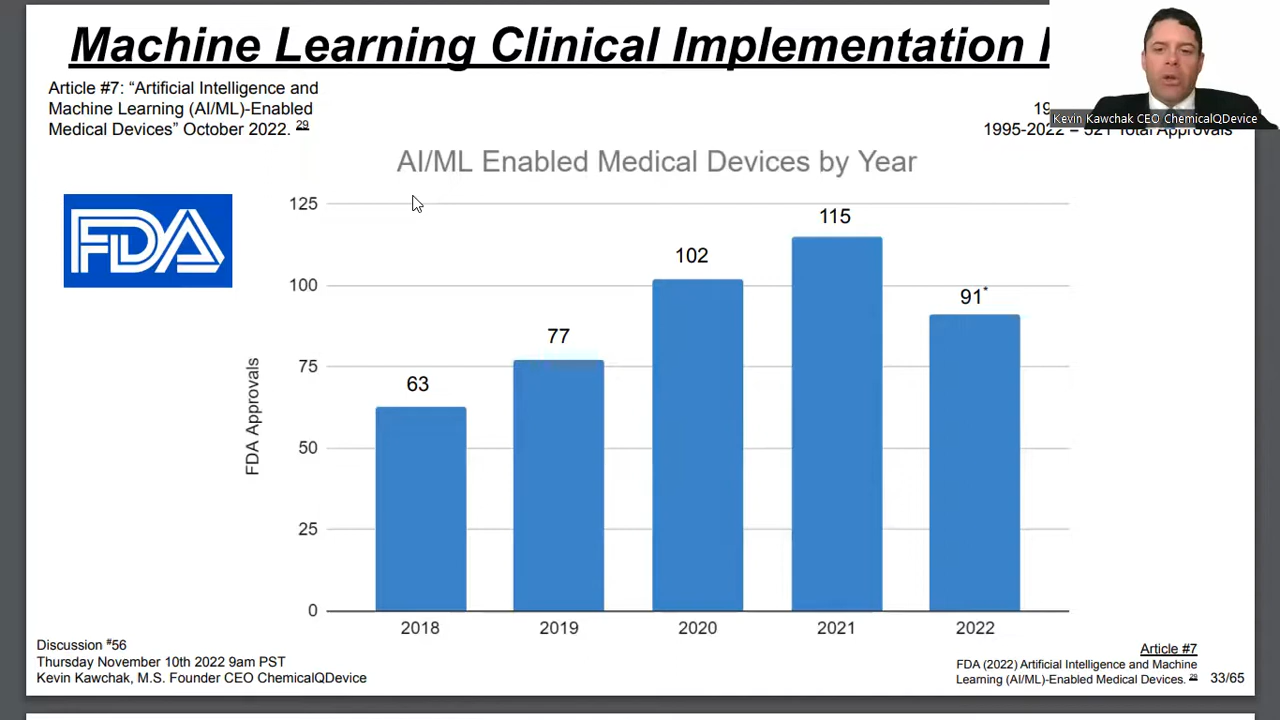 Machine Learning Clinical Implementation
Article #7: “Artificial Intelligence and
Machine Learning (AI/ML)-Enabled
Medical Devices” October 2022. 29
Kevin Kawchak CEO ChemicalQDevice
1995-2022 = 521 Total Approvals
AI/ML Enabled Medical Devices by Year
FDA
125
100
75
50
25
0
FDA Approvals
63
77
102
115
91*
2018
2019
2020
2021
2022
Discussion #56
Thursday November 10th 2022 9am PST
Kevin Kawchak, M.S. Founder CEO ChemicalQDevice
Article #7
FDA (2022) Artificial Intelligence and Machine
Learning (AI/ML)-Enabled Medical Devices. 29
33/65